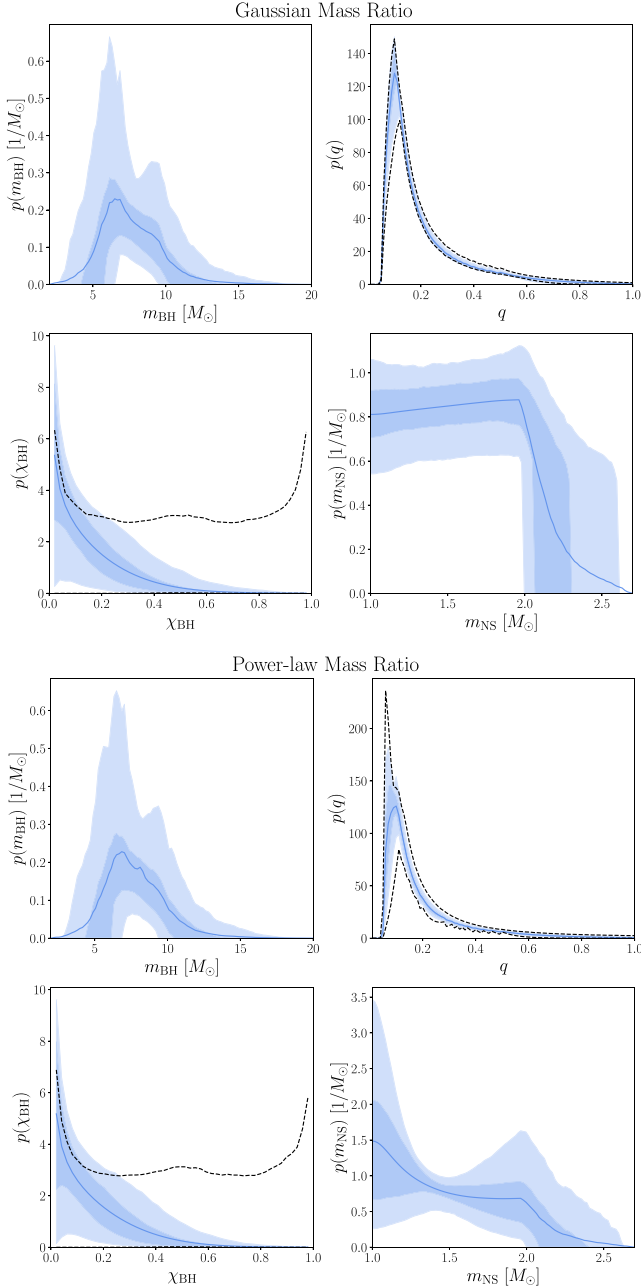 Gaussian Mass Ratio
p(m_BH) [1/M_⊙]
0.6
0.5
0.4
0.3
0.2
0.1
0.0
5 10 15 20
m_BH [M_⊙]
p(q)
140
120
100
80
60
40
20
0
0.2 0.4 0.6 0.8 1.0
q
p(χ_BH)
10
8
6
4
2
0
0.0 0.2 0.4 0.6 0.8 1.0
χ_BH
p(m_NS) [1/M_⊙]
1.0
0.8
0.6
0.4
0.2
0.0
1.0 1.5 2.0 2.5
m_NS [M_⊙]
Power-law Mass Ratio
p(m_BH) [1/M_⊙]
0.6
0.5
0.4
0.3
0.2
0.1
0.0
5 10 15 20
m_BH [M_⊙]
p(q)
200
150
100
50
0
0.2 0.4 0.6 0.8 1.0
q
p(χ_BH)
10
8
6
4
2
0
0.0 0.2 0.4 0.6 0.8 1.0
χ_BH
p(m_NS) [1/M_⊙]
3.5
3.0
2.5
2.0
1.5
1.0
0.5
0.0
1.0 1.5 2.0 2.5
m_NS [M_⊙]